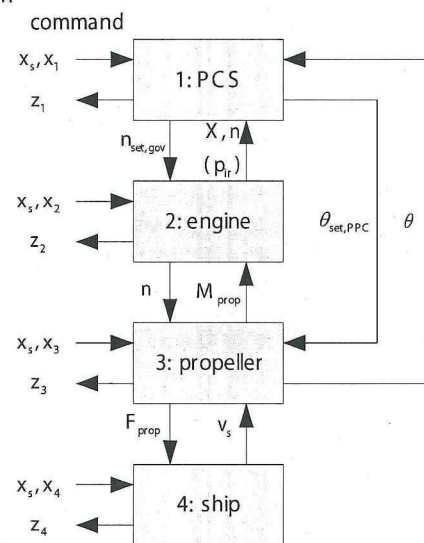 command
x_s, x_1
1: PCS
z_1
n_set,gov
X, n
(p_ir)
x_s, x_2
2: engine
z_2
θ_set,PPC
θ
n
M_prop
x_s, x_3
3: propeller
z_3
F_prop
v_s
x_s, x_4
4: ship
z_4